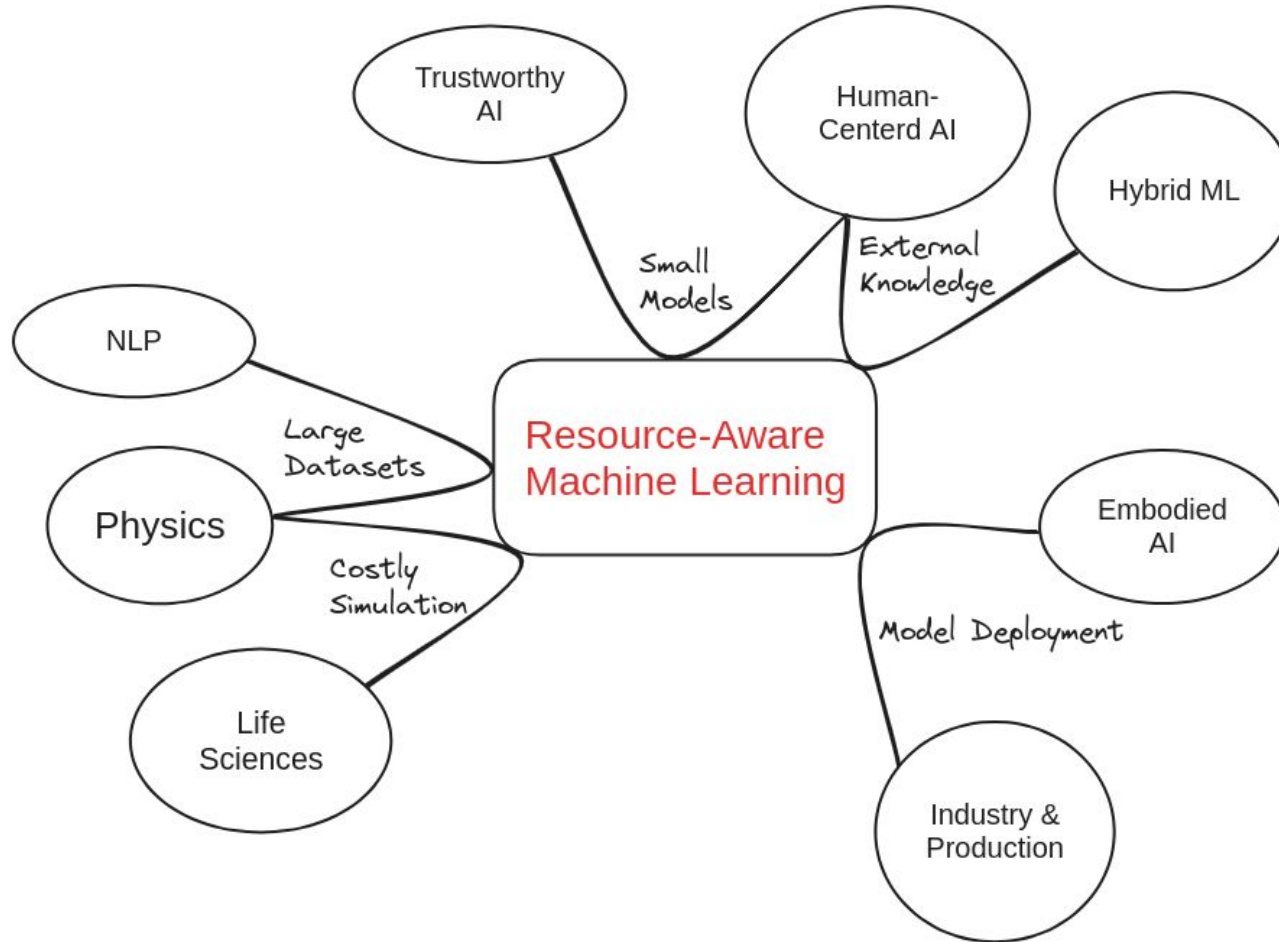 Trustworthy
AI
Human-
Centerd AI
Hybrid ML
Small
Models
External
Knowledge
NLP
Large
Datasets
Resource-Aware
Machine Learning
Physics
Costly
Simulation
Embodied
AI
Model Deployment
Life
Sciences
Industry &
Production